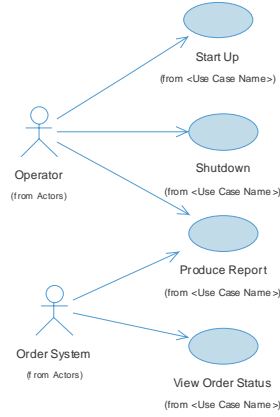 Start Up
(from <Use Case Name>)
Operator
(from Actors)
Shutdown
(from <Use Case Name>)
Produce Report
(from <Use Case Name>)
Order System
(from Actors)
View Order Status
(from <Use Case Name>)